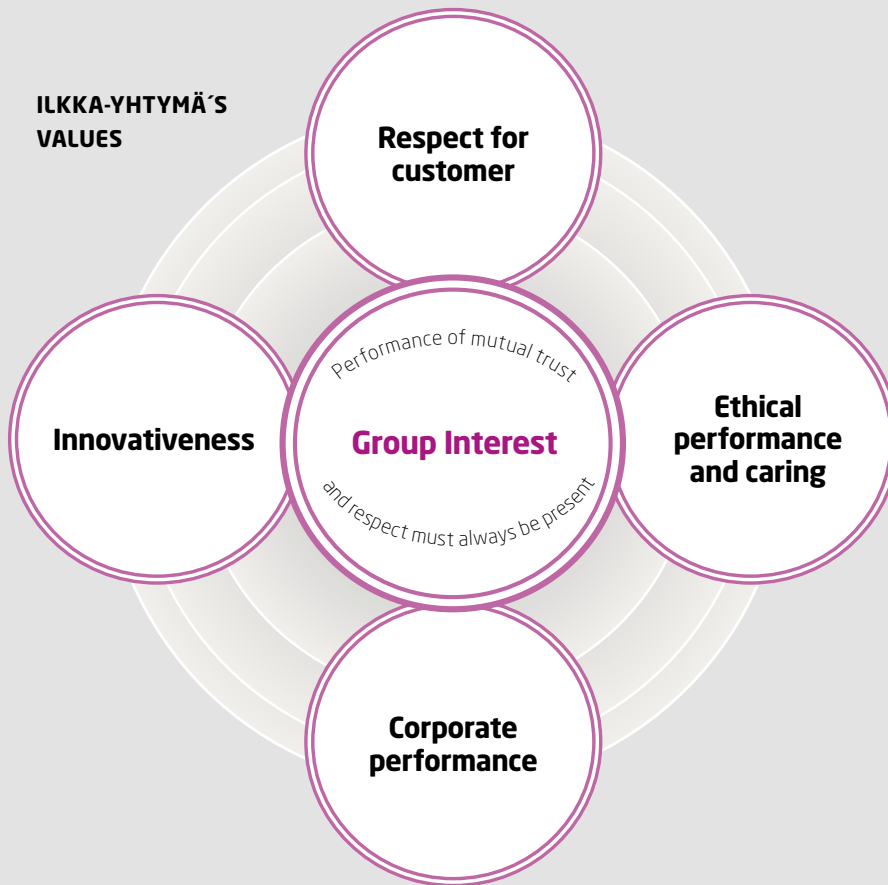 ILKKA-YHTYMÄ´S
VALUES
Respect for
customer
Innovativeness
Performance of mutual trust
Group Interest
and respect must always be present
Ethical
performance
and caring
Corporate
performance